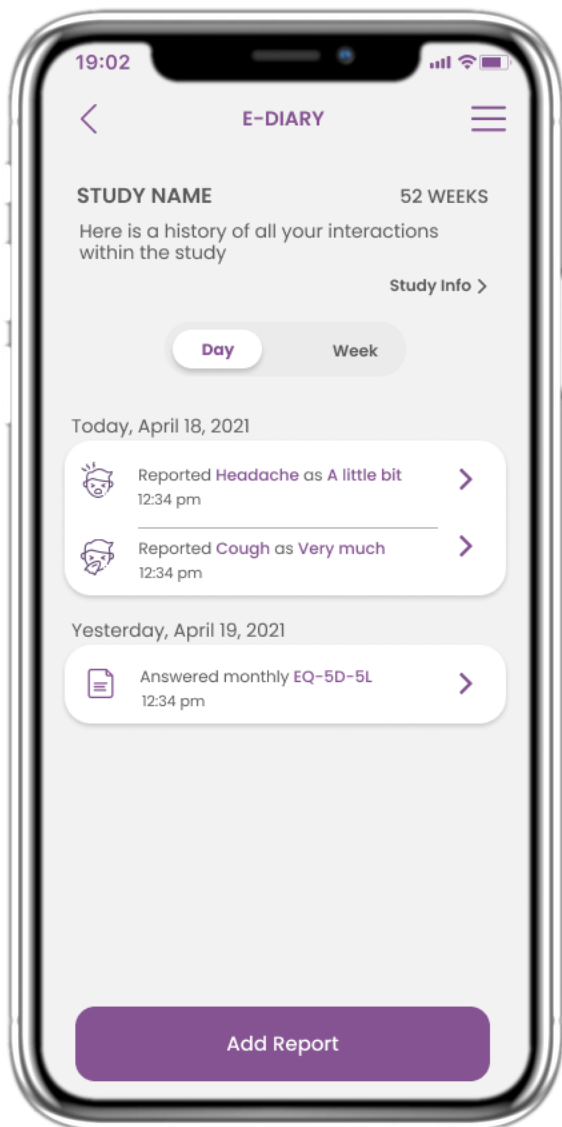 19:02
E-DIARY
STUDY NAME
52 WEEKS
Here is a history of all your interactions
within the study
Study Info >
Day
Week
Today, April 18, 2021
Reported Headache as A little bit
12:34 pm
Reported Cough as Very much
12:34 pm
Yesterday, April 19, 2021
Answered monthly EQ-5D-5L
12:34 pm
Add Report